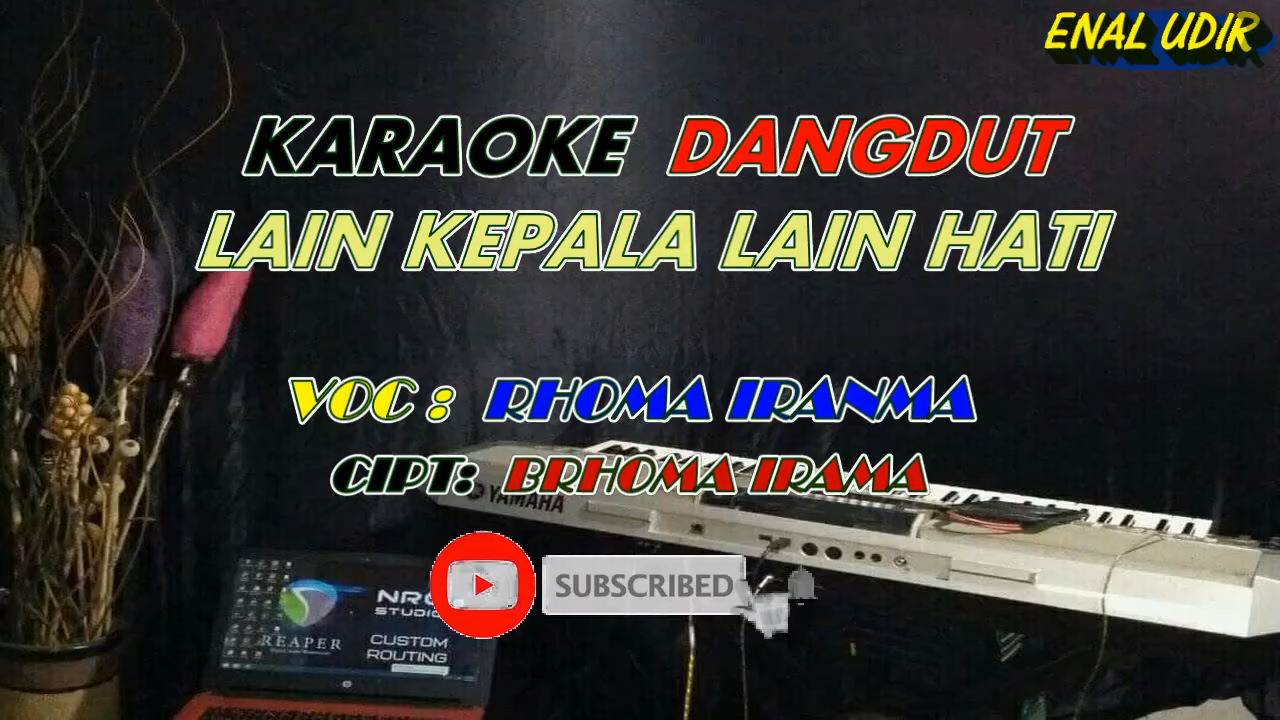 ENAL UDIR
KARAOKE DANGDUT
LAIN KEPALA LAIN HATI
VOC : RHOMA IRANMA
CIPT: BRHOMA IRAMA
YAMAHA
SUBSCRIBED
REAPER
CUSTOM
ROUTING